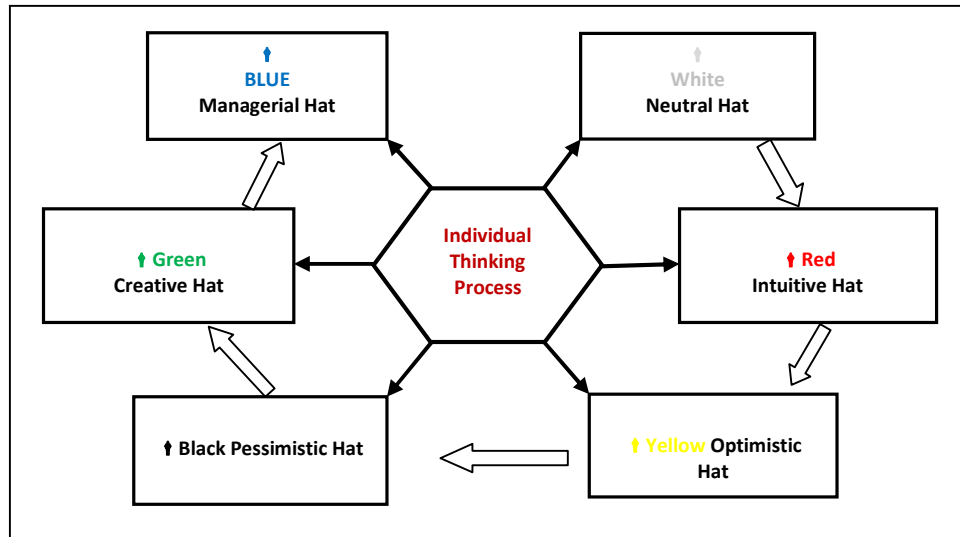 BLUE
Managerial Hat
White
Neutral Hat
Individual
Thinking
Process
Green
Creative Hat
Red
Intuitive Hat
Black Pessimistic Hat
Yellow Optimistic
Hat